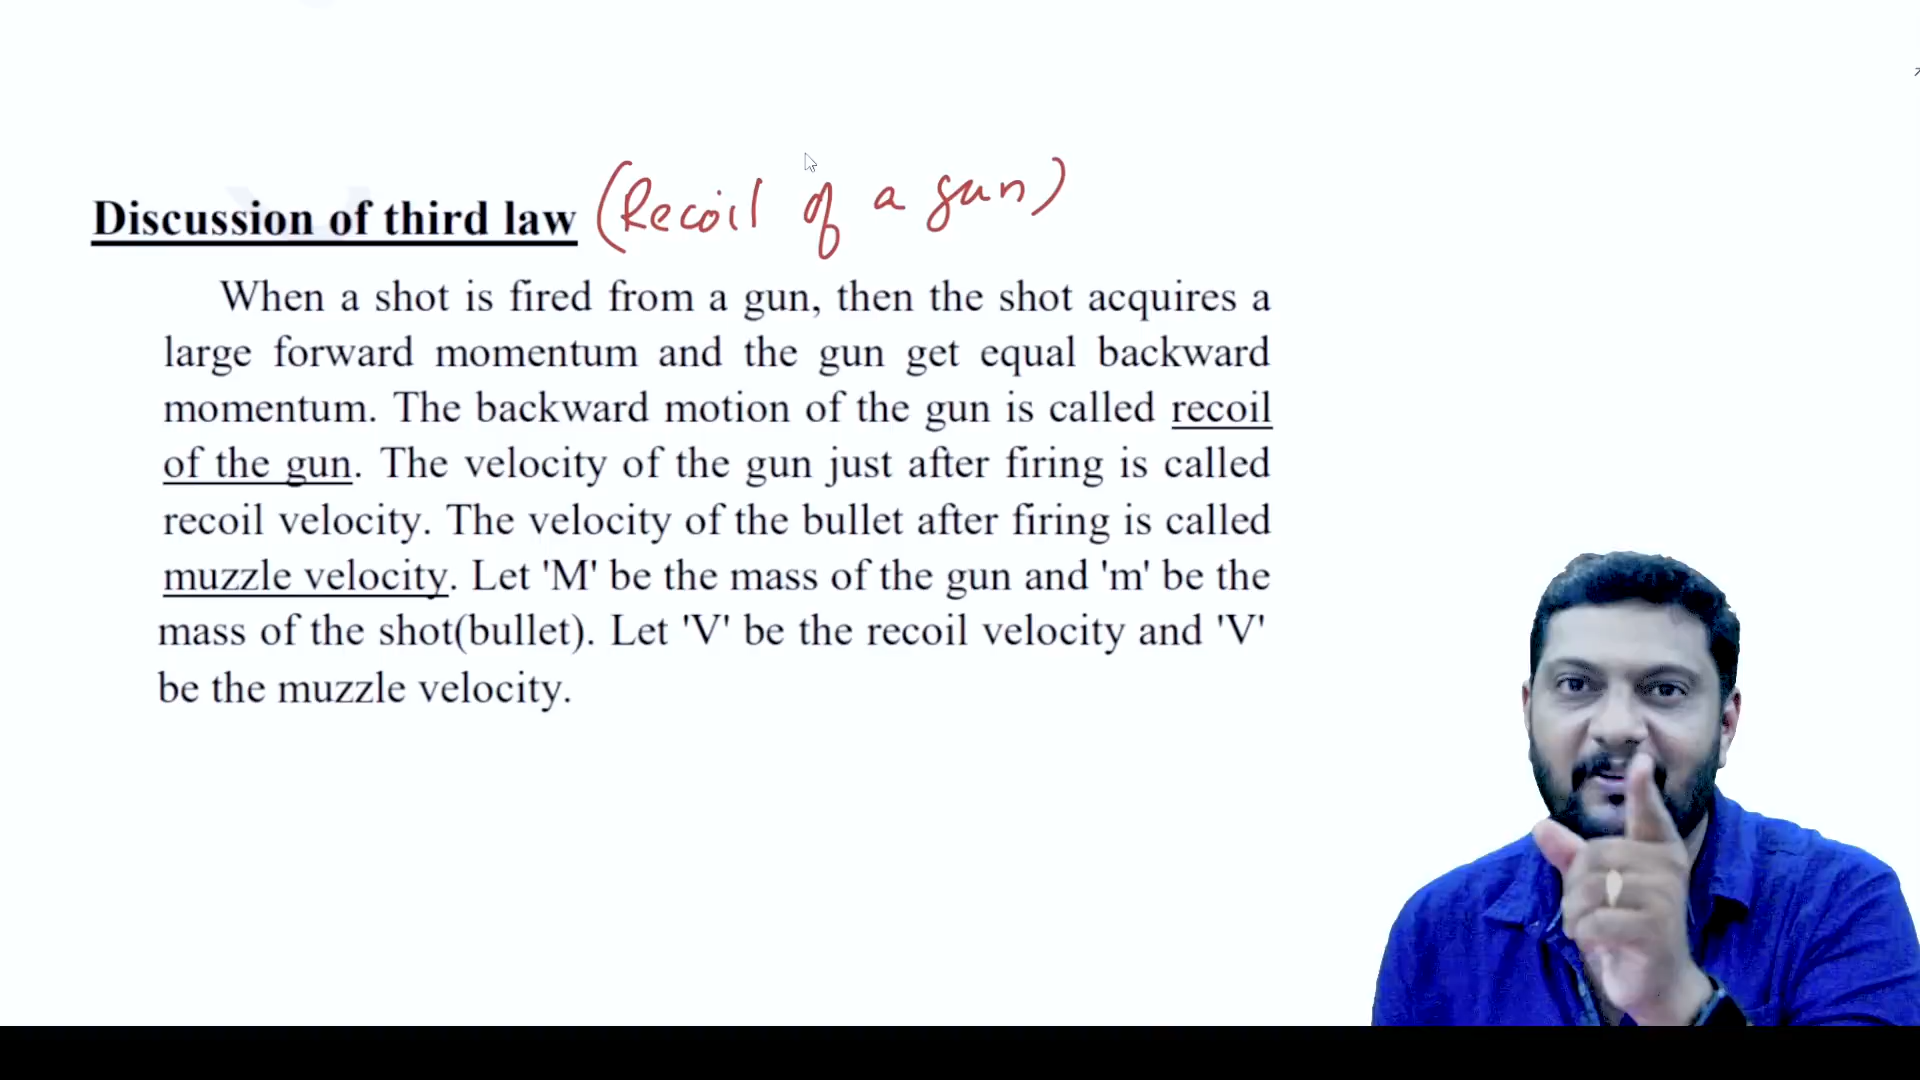 Discussion of third law (Recoil of a gun)
When a shot is fired from a gun, then the shot acquires a
large forward momentum and the gun get equal backward
momentum. The backward motion of the gun is called recoil
of the gun. The velocity of the gun just after firing is called
recoil velocity. The velocity of the bullet after firing is called
muzzle velocity. Let 'M' be the mass of the gun and 'm' be the
mass of the shot(bullet). Let 'V' be the recoil velocity and 'V'
be the muzzle velocity.